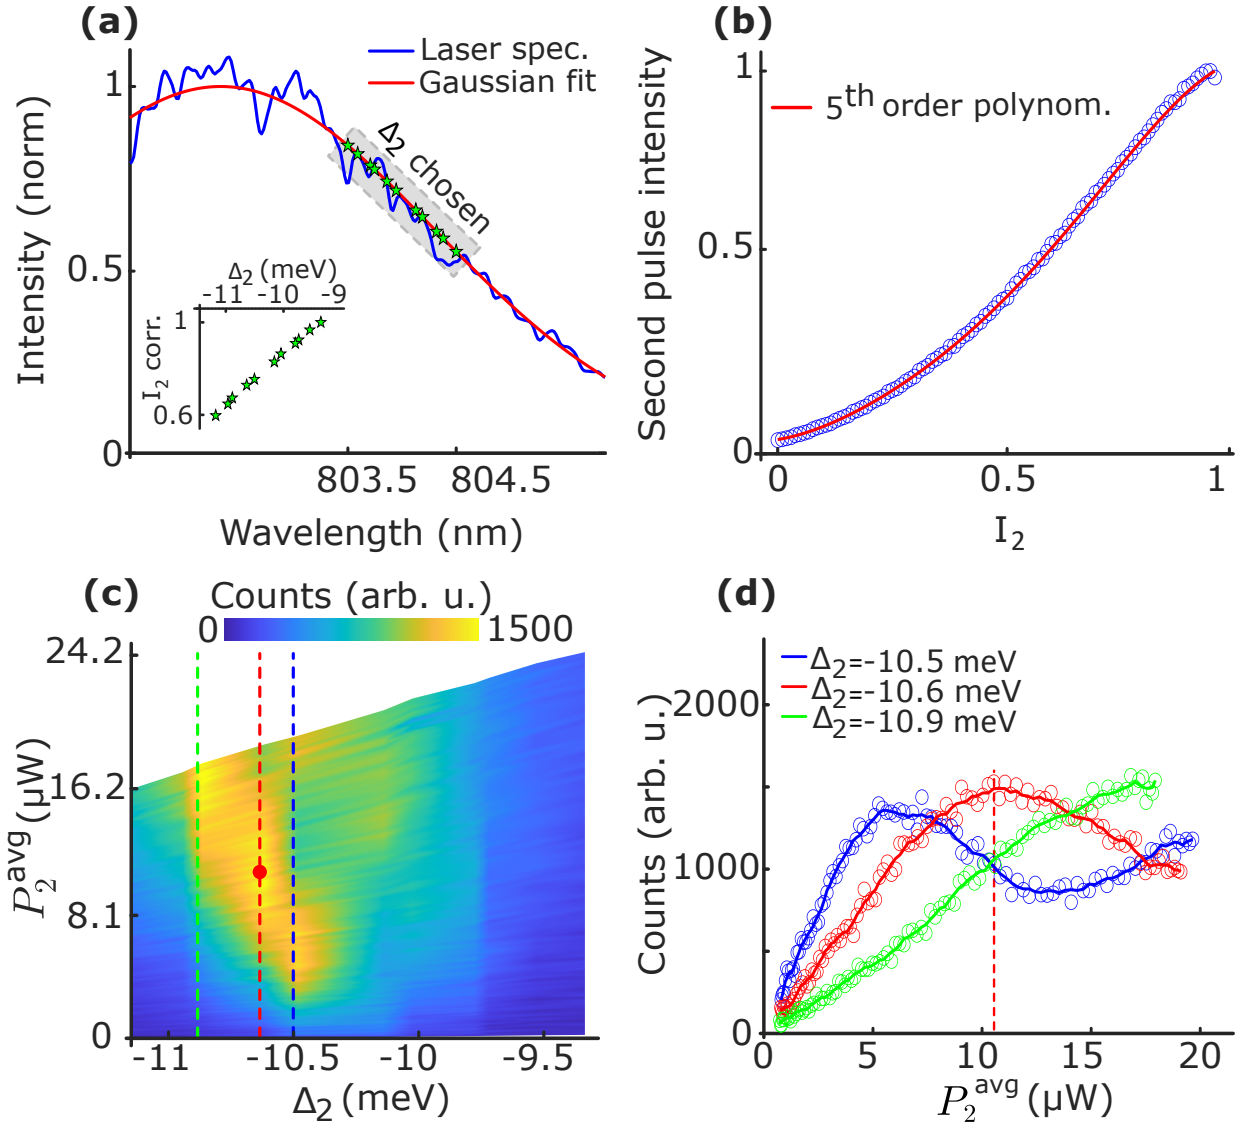 (a)
Laser spec.
Gaussian fit
Intensity (norm)
1
0.5
0
Δ2 chosen
Δ2 (meV)
-11 -10 -9
I2 corr.
1
0.6
803.5 804.5
Wavelength (nm)
(b)
Second pulse intensity
1
0.5
0
5th order polynom.
0 0.5 1
I2
(c)
Counts (arb. u.)
0 1500
P2avg (µW)
24.2
16.2
8.1
0
-11 -10.5 -10 -9.5
Δ2 (meV)
(d)
Δ2=-10.5 meV
Δ2=-10.6 meV
Δ2=-10.9 meV
Counts (arb. u.)
2000
1000
0
0 5 10 15 20
P2avg (µW)